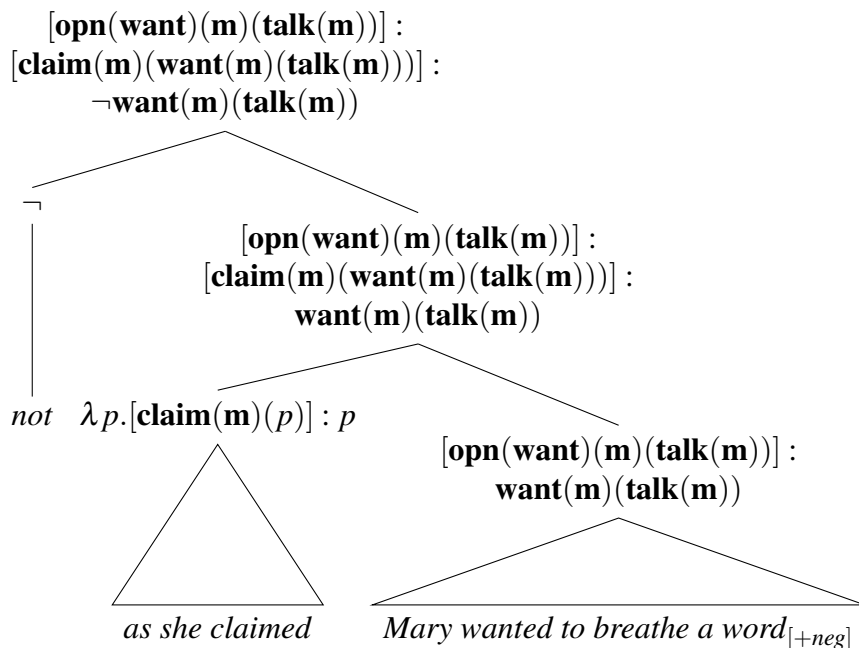 [opn(want)(m)(talk(m))] :
[claim(m)(want(m)(talk(m)))] :
¬want(m)(talk(m))
¬
[opn(want)(m)(talk(m))] :
[claim(m)(want(m)(talk(m)))] :
want(m)(talk(m))
not λp.[claim(m)(p)] : p
[opn(want)(m)(talk(m))] :
want(m)(talk(m))
as she claimed Mary wanted to breathe a word[+neg]